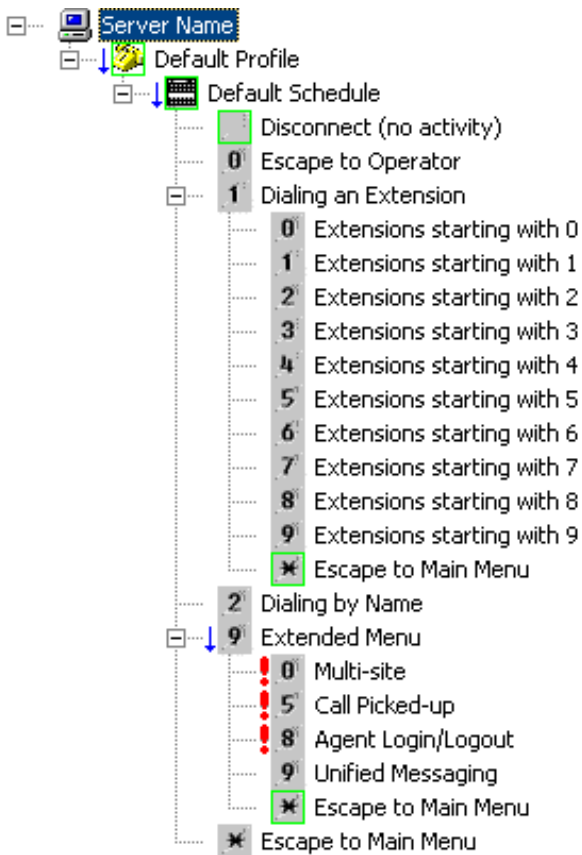 Server Name
Default Profile
Default Schedule
Disconnect (no activity)
0 Escape to Operator
1 Dialing an Extension
0 Extensions starting with 0
1 Extensions starting with 1
2 Extensions starting with 2
3 Extensions starting with 3
4 Extensions starting with 4
5 Extensions starting with 5
6 Extensions starting with 6
7 Extensions starting with 7
8 Extensions starting with 8
9 Extensions starting with 9
* Escape to Main Menu
2 Dialing by Name
9 Extended Menu
! 0 Multi-site
! 5 Call Picked-up
! 8 Agent Login/Logout
9 Unified Messaging
* Escape to Main Menu
* Escape to Main Menu